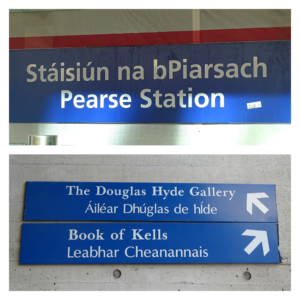 Stáisiún na bPiarsach
Pearse Station
The Douglas Hyde Gallery
Áiléar Dhúglas de híde
Book of Kells
Leabhar Cheanannais